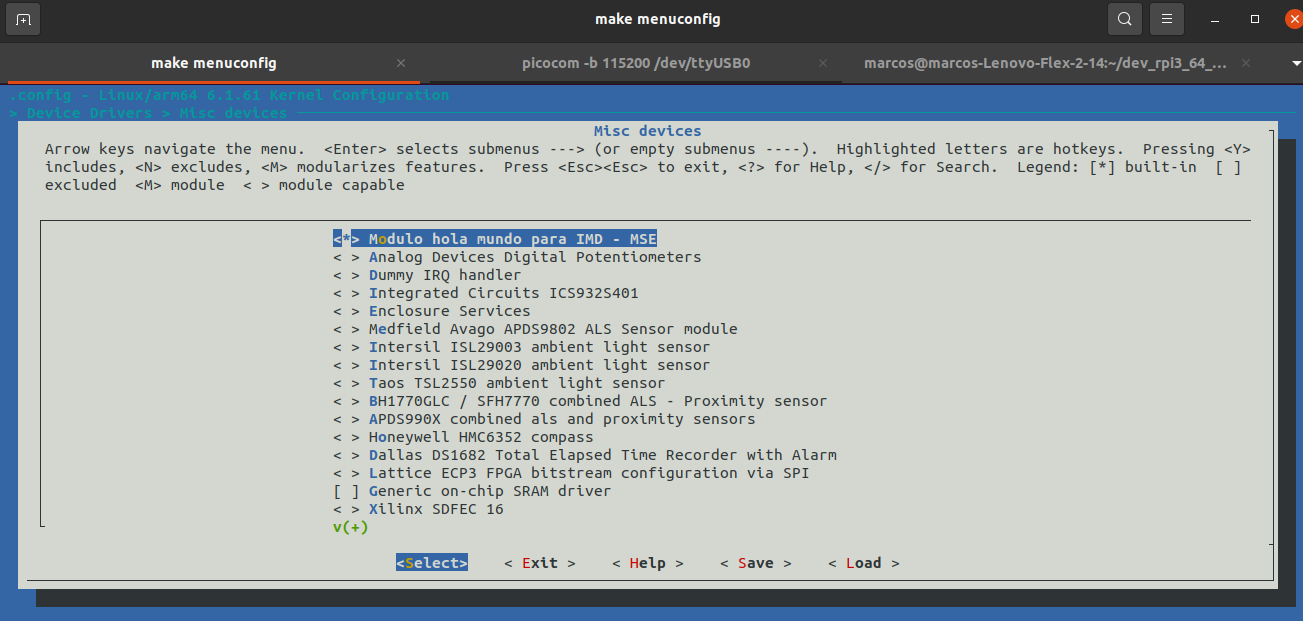 make menuconfig
make menuconfig × picocom -b 115200 /dev/ttyUSB0 × marcos@marcos-Lenovo-Flex-2-14:~/dev_rpi3_64_... ×
.config - Linux/arm64 6.1.61 Kernel Configuration
> Device Drivers > Misc devices
Misc devices
Arrow keys navigate the menu.  <Enter> selects submenus ---> (or empty submenus ----).  Highlighted letters are hotkeys.  Pressing <Y>
includes, <N> excludes, <M> modularizes features.  Press <Esc><Esc> to exit, <?> for Help, </> for Search.  Legend: [*] built-in  [ ]
excluded  <M> module  < > module capable
<*> Modulo hola mundo para IMD - MSE
< > Analog Devices Digital Potentiometers
< > Dummy IRQ handler
< > Integrated Circuits ICS932S401
< > Enclosure Services
< > Medfield Avago APDS9802 ALS Sensor module
< > Intersil ISL29003 ambient light sensor
< > Intersil ISL29020 ambient light sensor
< > Taos TSL2550 ambient light sensor
< > BH1770GLC / SFH7770 combined ALS - Proximity sensor
< > APDS990X combined als and proximity sensors
< > Honeywell HMC6352 compass
< > Dallas DS1682 Total Elapsed Time Recorder with Alarm
< > Lattice ECP3 FPGA bitstream configuration via SPI
[ ] Generic on-chip SRAM driver
< > Xilinx SDFEC 16
v(+)
<Select>    < Exit >    < Help >    < Save >    < Load >